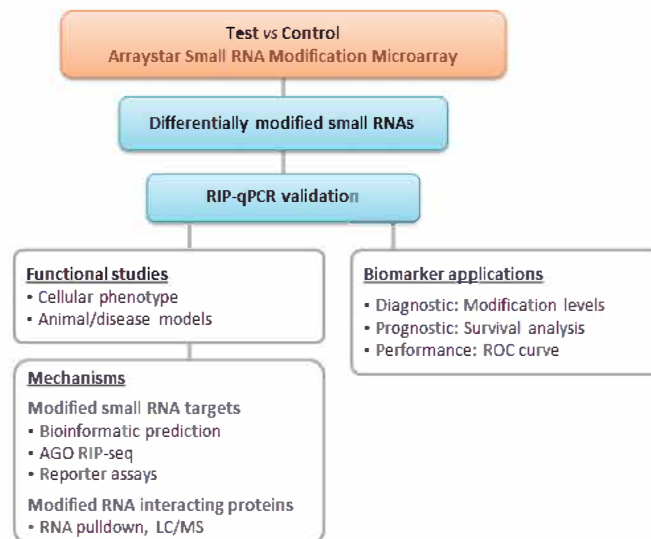 Test vs Control
Arraystar Small RNA Modification Microarray
Differentially modified small RNAs
RIP-qPCR validation
Functional studies
• Cellular phenotype
• Animal/disease models
Biomarker applications
• Diagnostic: Modification levels
• Prognostic: Survival analysis
• Performance: ROC curve
Mechanisms
Modified small RNA targets
• Bioinformatic prediction
• AGO RIP-seq
• Reporter assays
Modified RNA interacting proteins
• RNA pulldown, LC/MS